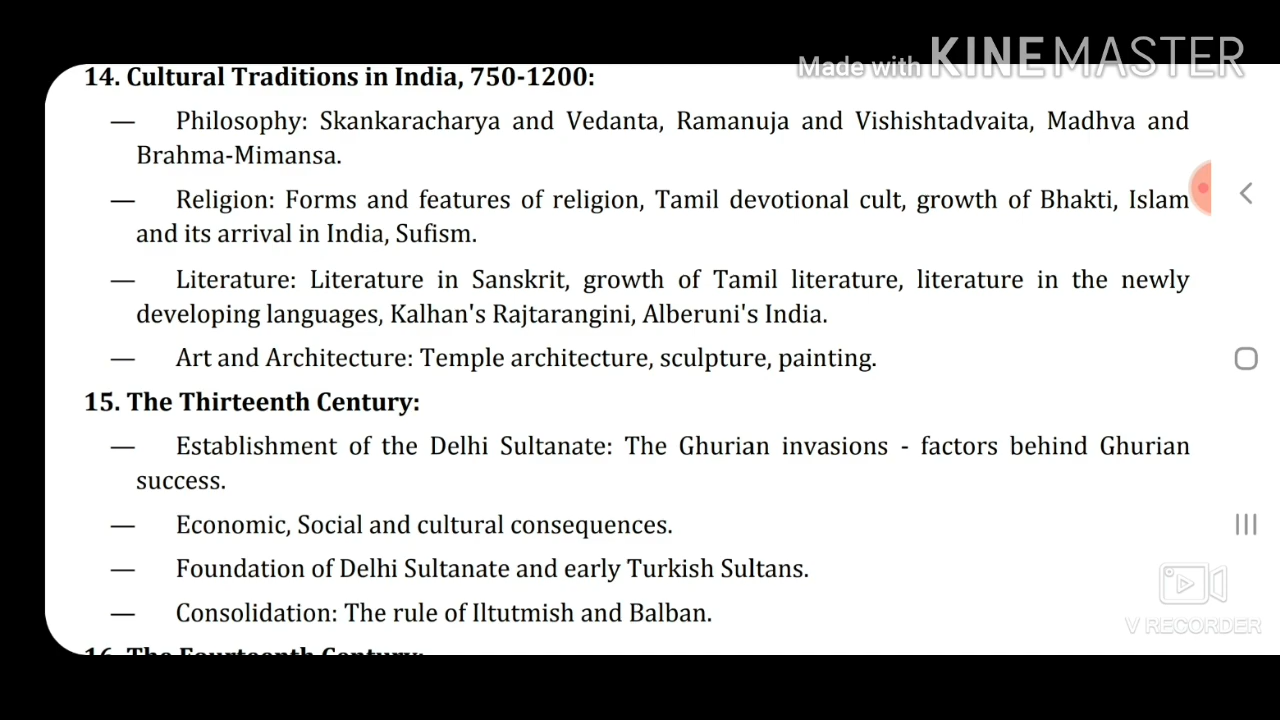 Made with KINEMASTER
14. Cultural Traditions in India, 750-1200:
— Philosophy: Skankaracharya and Vedanta, Ramanuja and Vishishtadvaita, Madhva and
Brahma-Mimansa.
— Religion: Forms and features of religion, Tamil devotional cult, growth of Bhakti, Islam
and its arrival in India, Sufism.
— Literature: Literature in Sanskrit, growth of Tamil literature, literature in the newly
developing languages, Kalhan's Rajtarangini, Alberuni's India.
— Art and Architecture: Temple architecture, sculpture, painting.
15. The Thirteenth Century:
— Establishment of the Delhi Sultanate: The Ghurian invasions - factors behind Ghurian
success.
— Economic, Social and cultural consequences.
— Foundation of Delhi Sultanate and early Turkish Sultans.
— Consolidation: The rule of Iltutmish and Balban.
V RECORDER
16. The Fourteenth Century: